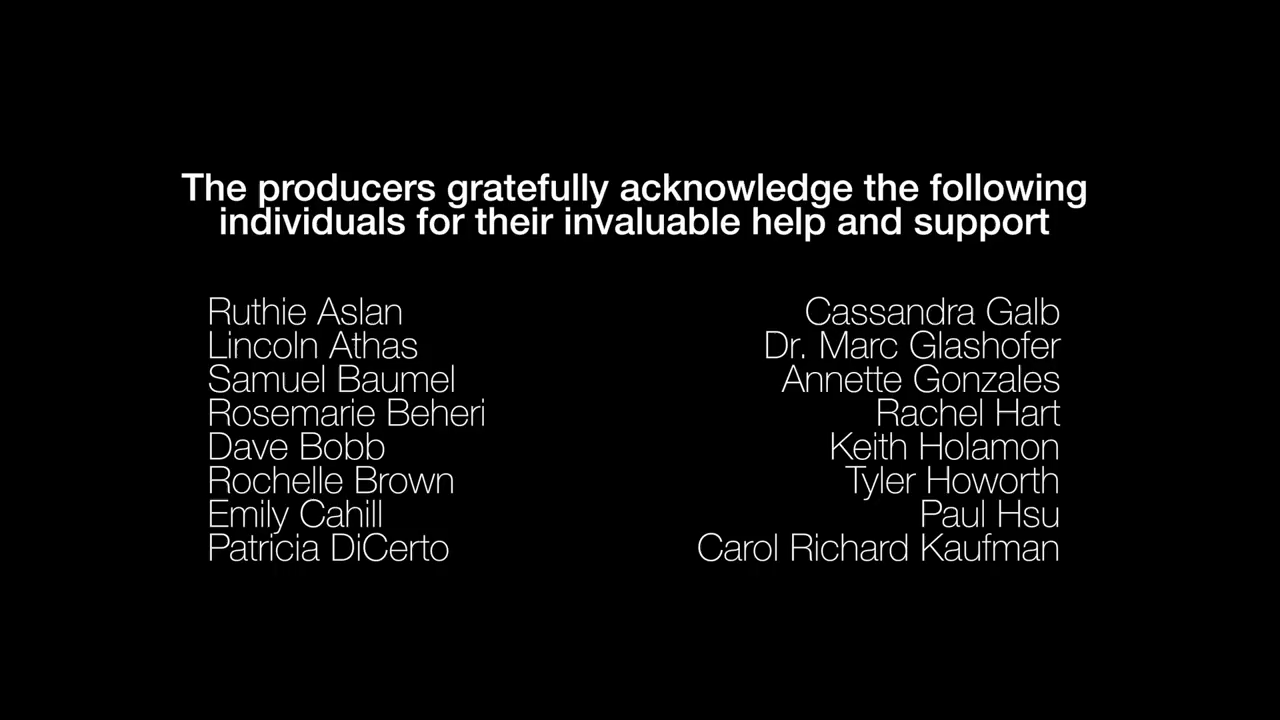 The producers gratefully acknowledge the following
individuals for their invaluable help and support
Ruthie Aslan
Lincoln Athas
Samuel Baumel
Rosemarie Beheri
Dave Bobb
Rochelle Brown
Emily Cahill
Patricia DiCerto
Cassandra Galb
Dr. Marc Glashofer
Annette Gonzales
Rachel Hart
Keith Holamon
Tyler Howorth
Paul Hsu
Carol Richard Kaufman